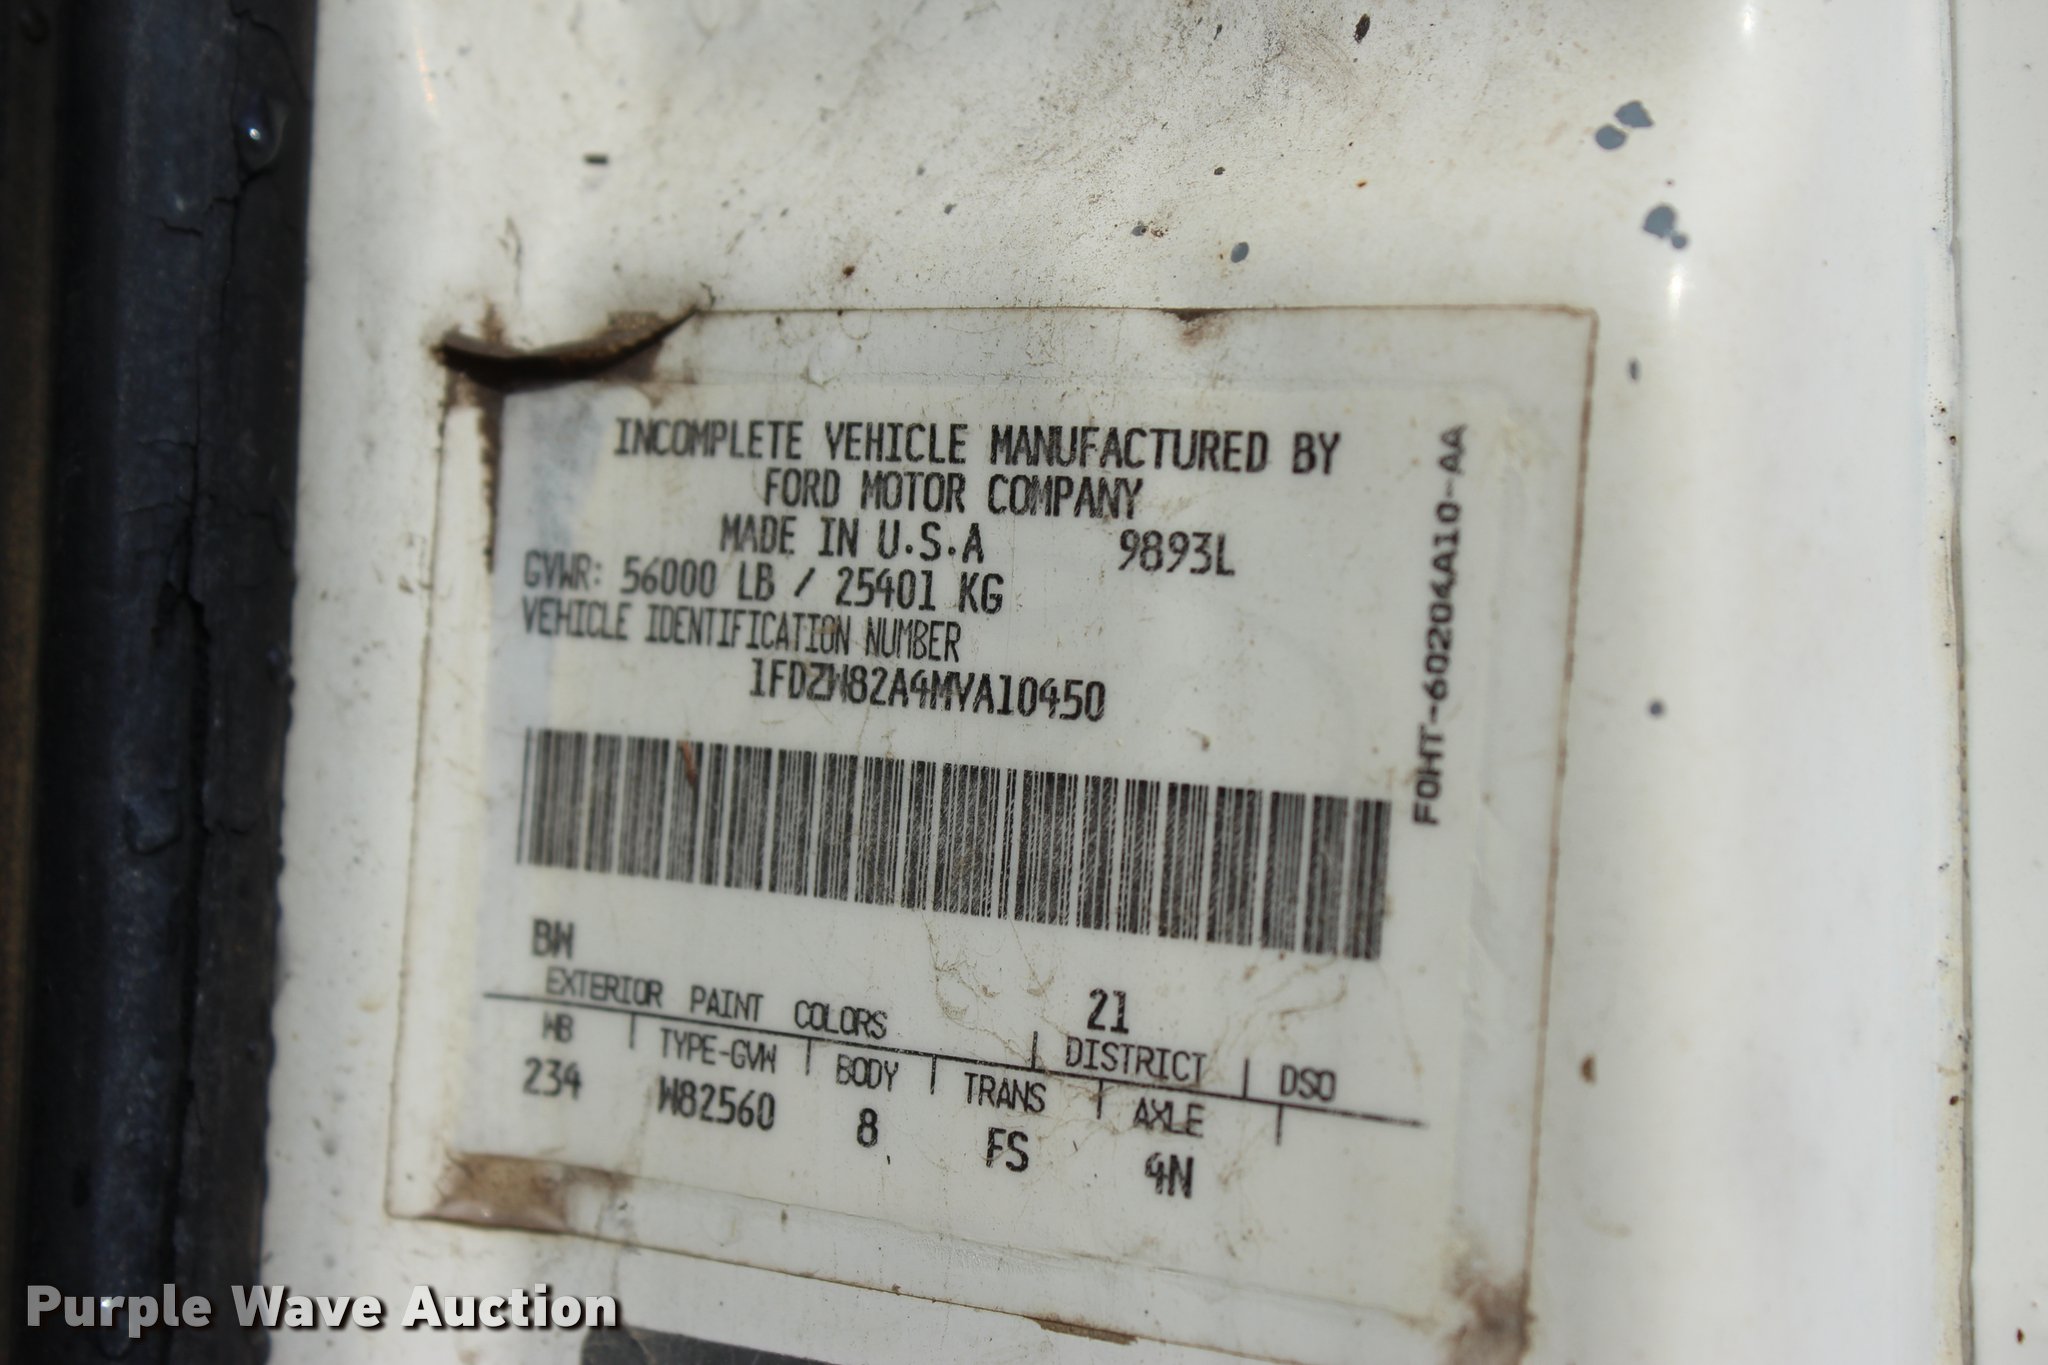 INCOMPLETE VEHICLE MANUFACTURED BY
FORD MOTOR COMPANY
MADE IN U.S.A 9893L
GVWR: 56000 LB / 25401 KG
VEHICLE IDENTIFICATION NUMBER
1FDZW82A4MVA10450
F0HT-60204A10-AA
BW 21
EXTERIOR PAINT COLORS DISTRICT DSO
WB TYPE-GVW BODY TRANS AXLE
234 W82560 8 FS 4N
Purple Wave Auction